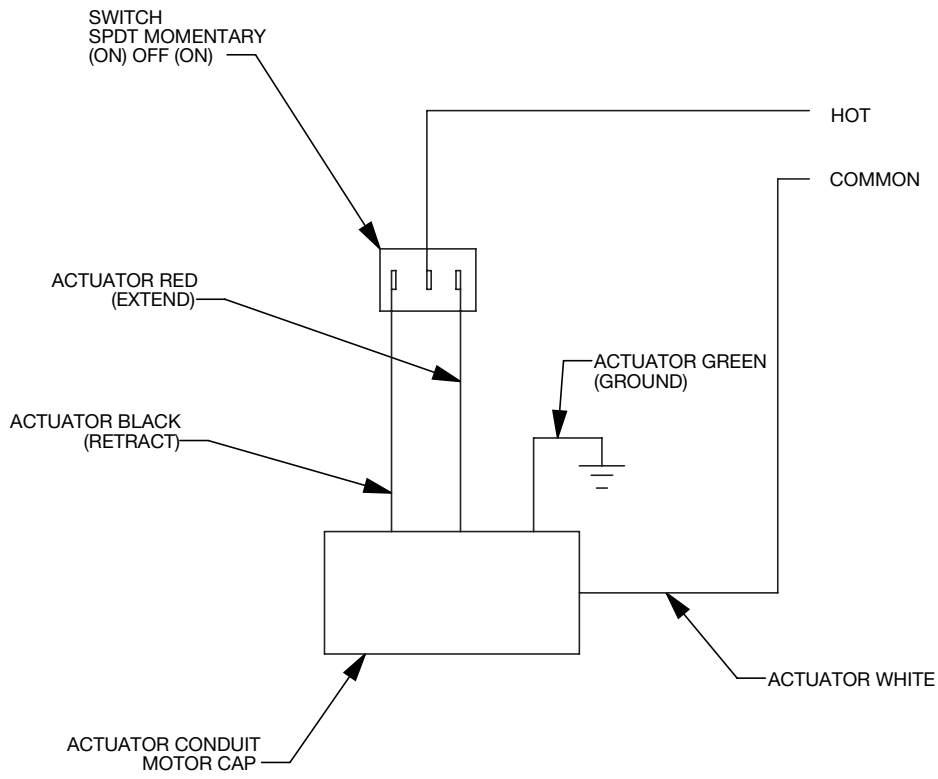 SWITCH
SPDT MOMENTARY
(ON) OFF (ON)
HOT
COMMON
ACTUATOR RED
(EXTEND)
ACTUATOR GREEN
(GROUND)
ACTUATOR BLACK
(RETRACT)
ACTUATOR WHITE
ACTUATOR CONDUIT
MOTOR CAP